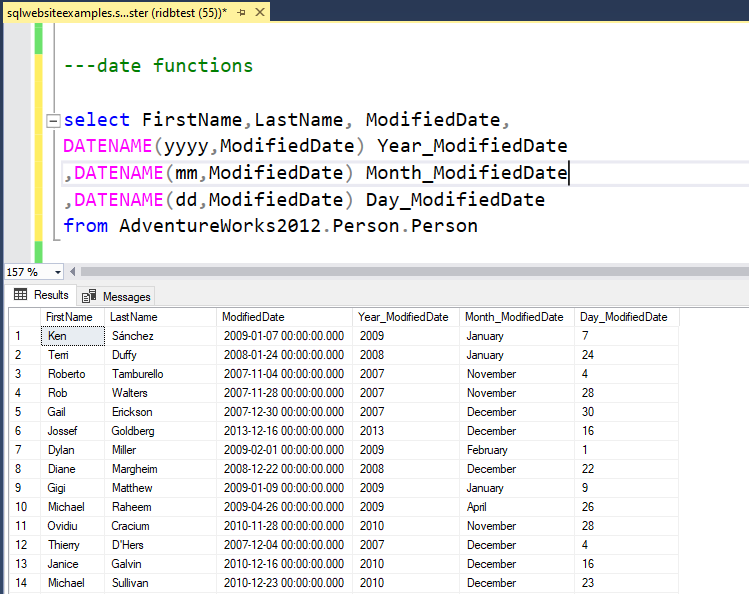 sqlwebsiteexamples.s...ster (ridbtest (55))*
---date functions
select FirstName,LastName, ModifiedDate,
DATENAME(yyyy,ModifiedDate) Year_ModifiedDate
,DATENAME(mm,ModifiedDate) Month_ModifiedDate
,DATENAME(dd,ModifiedDate) Day_ModifiedDate
from AdventureWorks2012.Person.Person
157 %
Results Messages
FirstName LastName ModifiedDate Year_ModifiedDate Month_ModifiedDate Day_ModifiedDate
1 Ken Sánchez 2009-01-07 00:00:00.000 2009 January 7
2 Terri Duffy 2008-01-24 00:00:00.000 2008 January 24
3 Roberto Tamburello 2007-11-04 00:00:00.000 2007 November 4
4 Rob Walters 2007-11-28 00:00:00.000 2007 November 28
5 Gail Erickson 2007-12-30 00:00:00.000 2007 December 30
6 Jossef Goldberg 2013-12-16 00:00:00.000 2013 December 16
7 Dylan Miller 2009-02-01 00:00:00.000 2009 February 1
8 Diane Margheim 2008-12-22 00:00:00.000 2008 December 22
9 Gigi Matthew 2009-01-09 00:00:00.000 2009 January 9
10 Michael Raheem 2009-04-26 00:00:00.000 2009 April 26
11 Ovidiu Cracium 2010-11-28 00:00:00.000 2010 November 28
12 Thierry D'Hers 2007-12-04 00:00:00.000 2007 December 4
13 Janice Galvin 2010-12-16 00:00:00.000 2010 December 16
14 Michael Sullivan 2010-12-23 00:00:00.000 2010 December 23